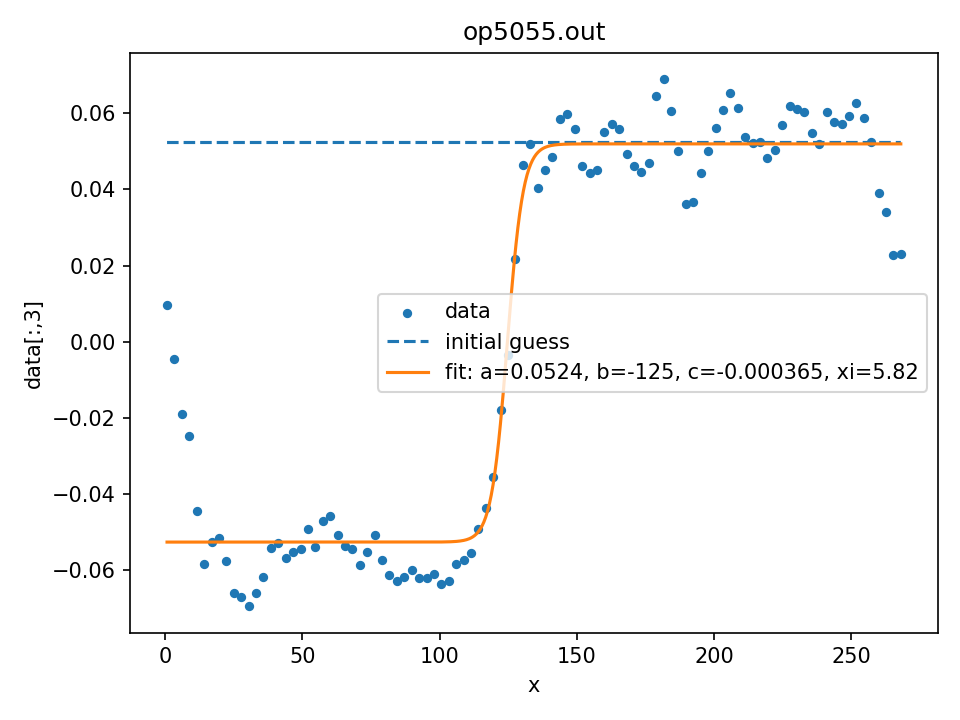 op5055.out
data[:,3]
0.06
0.04
0.02
0.00
−0.02
−0.04
−0.06
data
initial guess
fit: a=0.0524, b=-125, c=-0.000365, xi=5.82
0 50 100 150 200 250
x